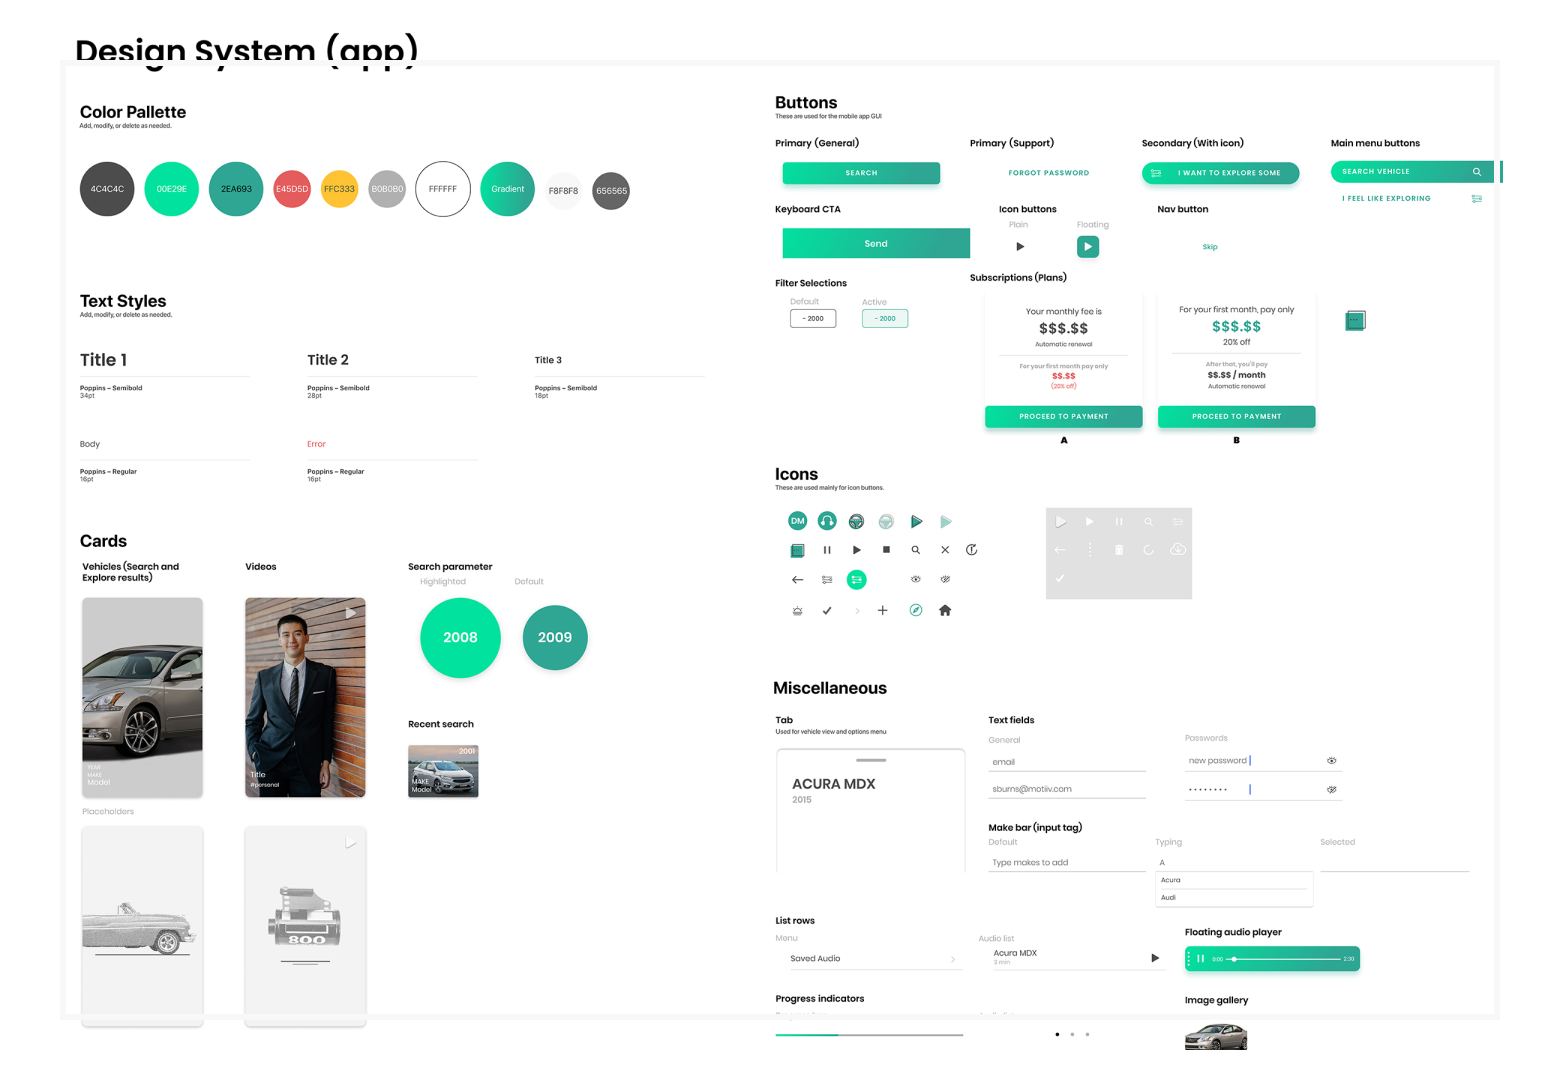 Design System (app)
Color Pallette
Add, modify, or delete as needed.
4C4C4C
00E29E
2EA693
E45D5D
FFC333
B0B0B0
FFFFFF
Gradient
F8F8F8
656565
Text Styles
Add, modify, or delete as needed.
Title 1
Poppins – Semibold
34pt
Title 2
Poppins – Semibold
28pt
Title 3
Poppins – Semibold
18pt
Body
Poppins – Regular
16pt
Error
Poppins – Regular
16pt
Cards
Vehicles (Search and
Explore results)
YEAR
MAKE
Model
Videos
Title
#personal
Search parameter
Highlighted
Default
2008
2009
Recent search
2001
MAKE
Model
Placeholders
800
Buttons
These are used for the mobile app GUI
Primary (General)
SEARCH
Primary (Support)
FORGOT PASSWORD
Secondary (With icon)
I WANT TO EXPLORE SOME
Main menu buttons
SEARCH VEHICLE
I FEEL LIKE EXPLORING
Keyboard CTA
Send
Icon buttons
Plain
Floating
Nav button
Skip
Filter Selections
Default
Active
~ 2000
~ 2000
Subscriptions (Plans)
Your monthly fee is
$$$.$$
Automatic renewal
For your first month pay only
$$.$$
(20% off)
PROCEED TO PAYMENT
A
For your first month, pay only
$$$.$$
20% off
After that, you'll pay
$$.$$ / month
Automatic renewal
PROCEED TO PAYMENT
B
Icons
These are used mainly for icon buttons.
DM
Miscellaneous
Tab
Used for vehicle view and options menu
ACURA MDX
2015
Text fields
General
email
sburns@motiiv.com
Passwords
new password
Make bar (input tag)
Default
Type makes to add
Typing
A
Acura
Audi
Selected
List rows
Menu
Saved Audio
Audio list
Acura MDX
3 min
Floating audio player
0:00
2:30
Progress indicators
Image gallery